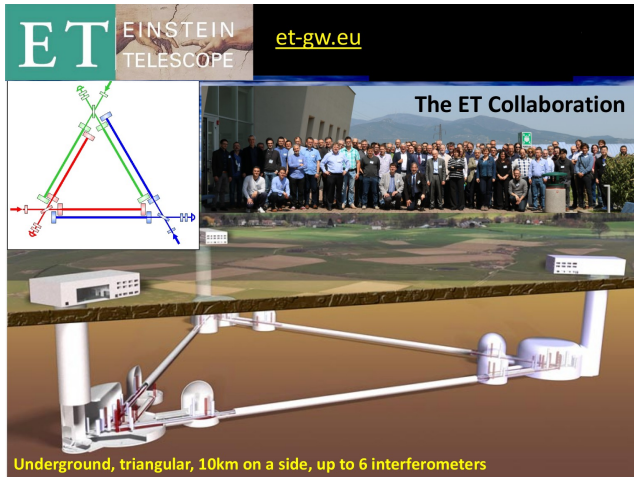 ET EINSTEIN
TELESCOPE
et-gw.eu
The ET Collaboration
Underground, triangular, 10km on a side, up to 6 interferometers